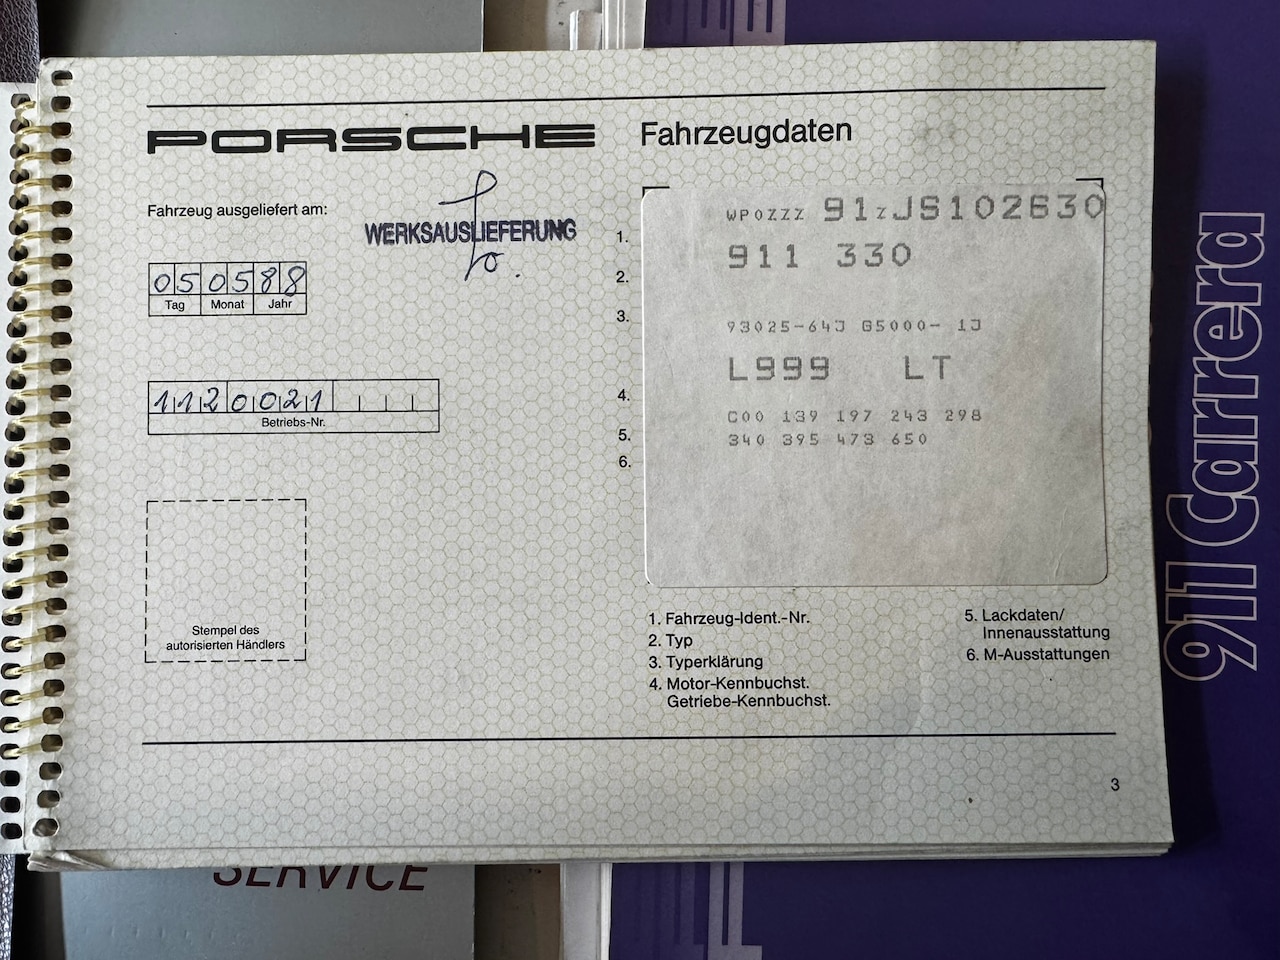 PORSCHE
Fahrzeugdaten
Fahrzeug ausgeliefert am:
WERKSAUSLIEFERUNG
050588
Tag Monat Jahr
1120021
Betriebs-Nr.
Stempel des
autorisierten Händlers
1.
2.
3.
4.
5.
6.
WP0ZZZ 91ZJS102630
911 330
93025-64J G5000- 1J
L999 LT
C00 139 197 243 298
340 395 473 650
1. Fahrzeug-Ident.-Nr.
2. Typ
3. Typerklärung
4. Motor-Kennbuchst.
Getriebe-Kennbuchst.
5. Lackdaten/
Innenausstattung
6. M-Ausstattungen
3
SERVICE
911 Carrera